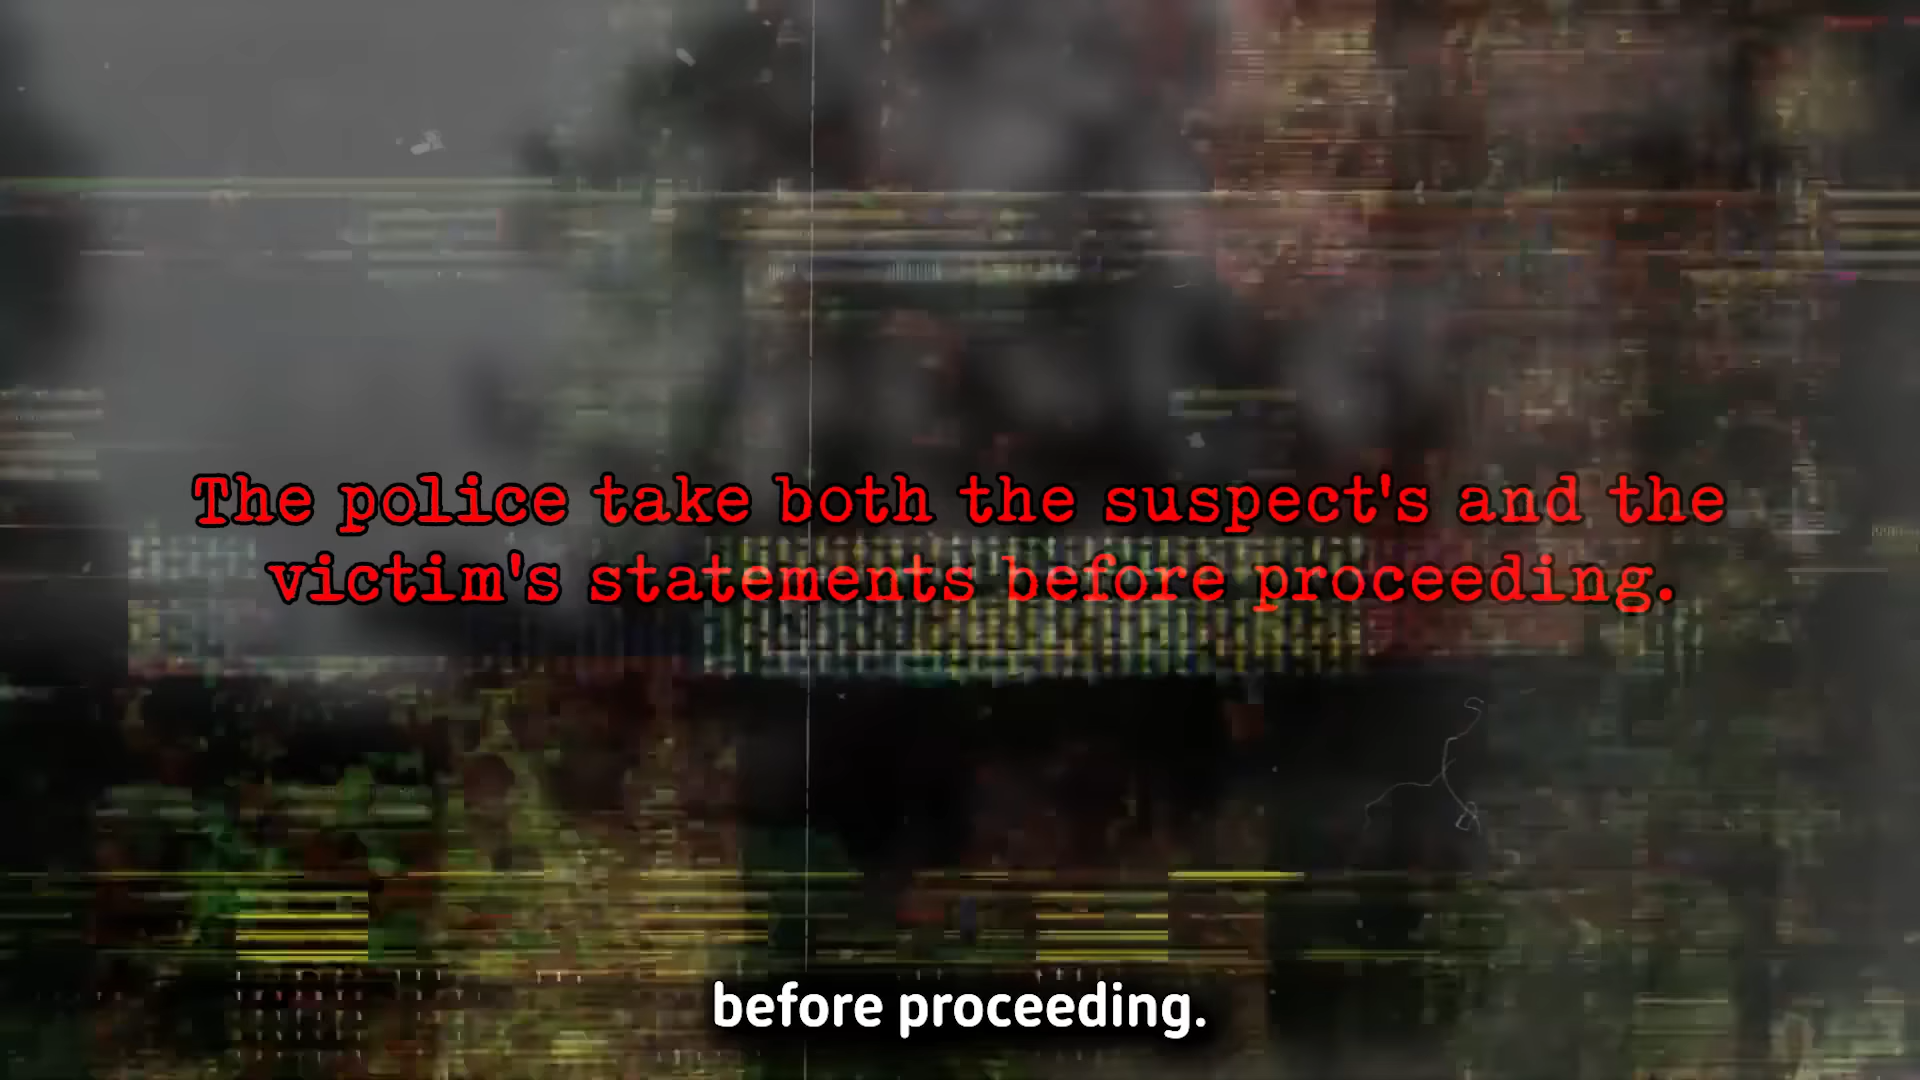 The police take both the suspect's and the
victim's statements before proceeding.
before proceeding.